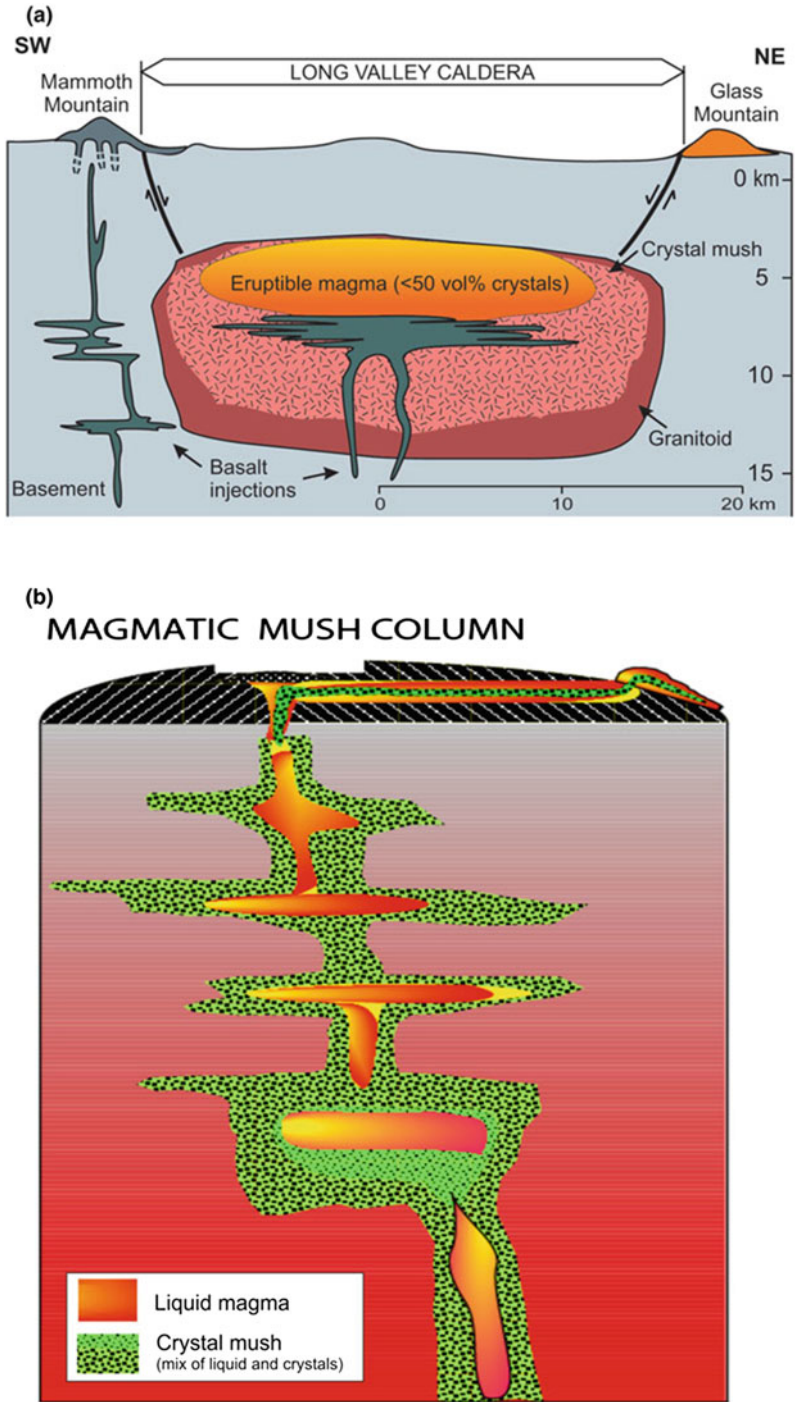 (a)
SW
NE
LONG VALLEY CALDERA
Mammoth
Mountain
Glass
Mountain
0 km
Crystal mush
Eruptible magma (<50 vol% crystals)
5
10
Granitoid
Basalt
injections
Basement
15
0
10
20 km
(b)
MAGMATIC MUSH COLUMN
Liquid magma
Crystal mush
(mix of liquid and crystals)